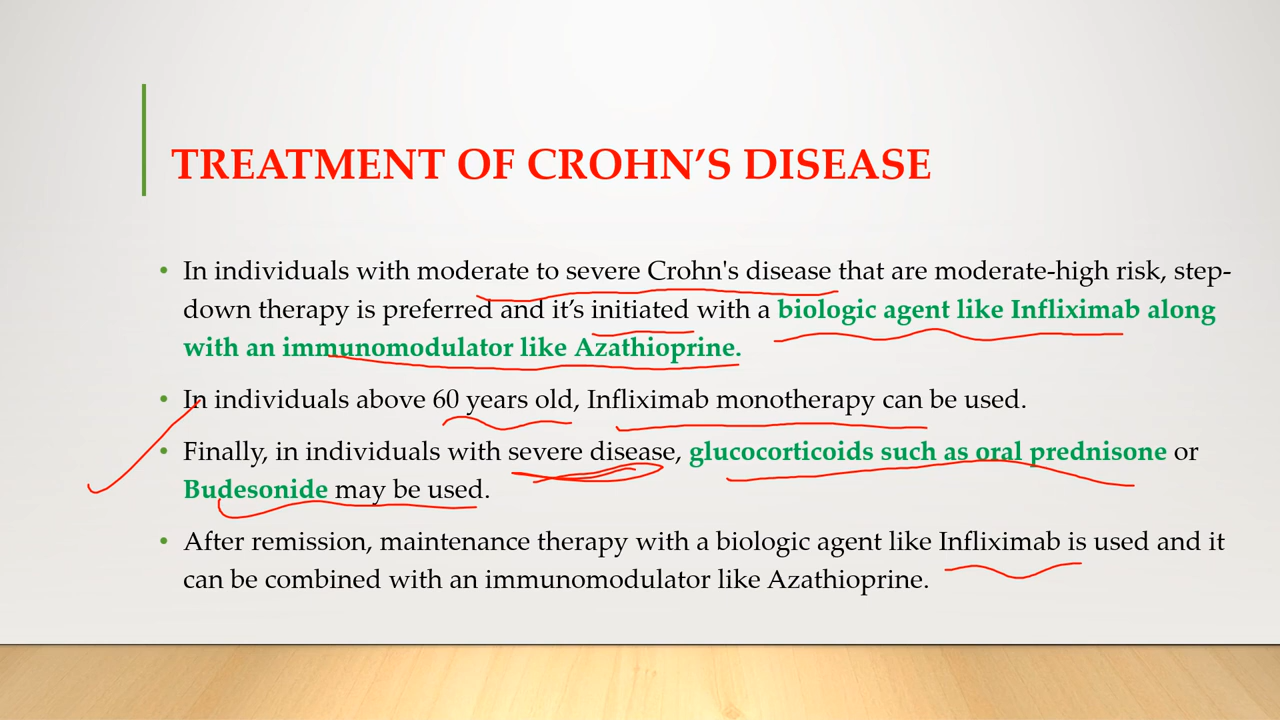 TREATMENT OF CROHN’S DISEASE
• In individuals with moderate to severe Crohn's disease that are moderate-high risk, step-
down therapy is preferred and it’s initiated with a biologic agent like Infliximab along
with an immunomodulator like Azathioprine.
• In individuals above 60 years old, Infliximab monotherapy can be used.
• Finally, in individuals with severe disease, glucocorticoids such as oral prednisone or
Budesonide may be used.
• After remission, maintenance therapy with a biologic agent like Infliximab is used and it
can be combined with an immunomodulator like Azathioprine.